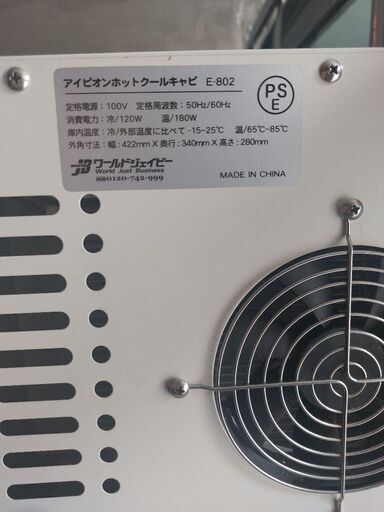 アイビオンホットクールキャビ E-802
定格電源：100V 定格周波数：50Hz/60Hz
消費電力：冷/120W 温/180W
庫内温度：冷/外部温度に比べて-15~25℃ 温/65℃~85℃
外角寸法：幅：422mm X 奥行：340mm X 高さ：280mm
JB ワールドジェイビー
World Just Business
0120-742-999
MADE IN CHINA
PS
E